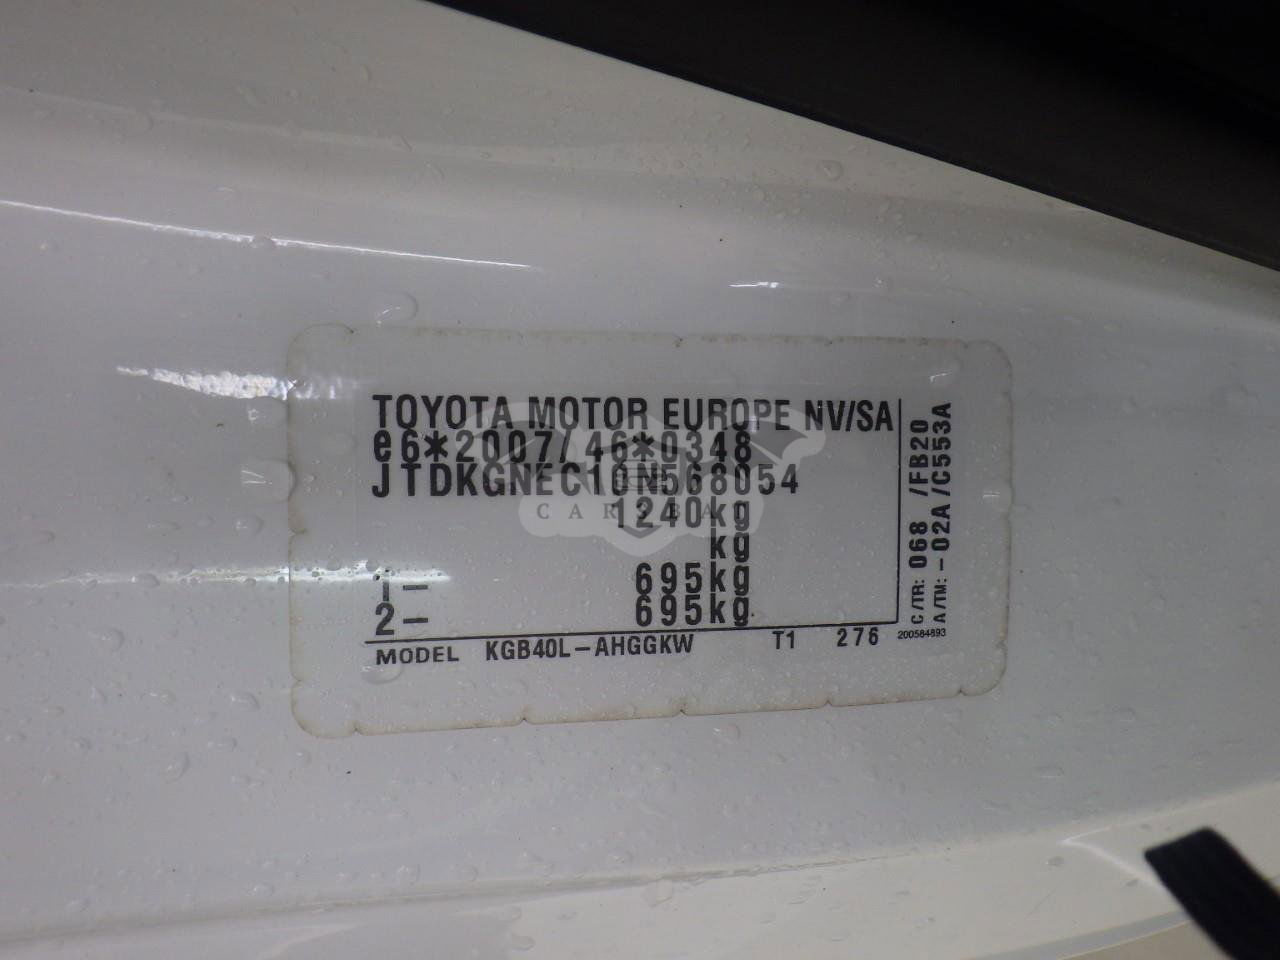 TOYOTA MOTOR EUROPE NV/SA
e6*2007/46*0348
JTDKGNEC10N568054
1240kg
kg
1- 695kg
2- 695kg
MODEL KGB40L-AHGGKW T1 276
C/TR: 068 /FB20
A/TM: -02A /C553A
200584893
CARSBAT